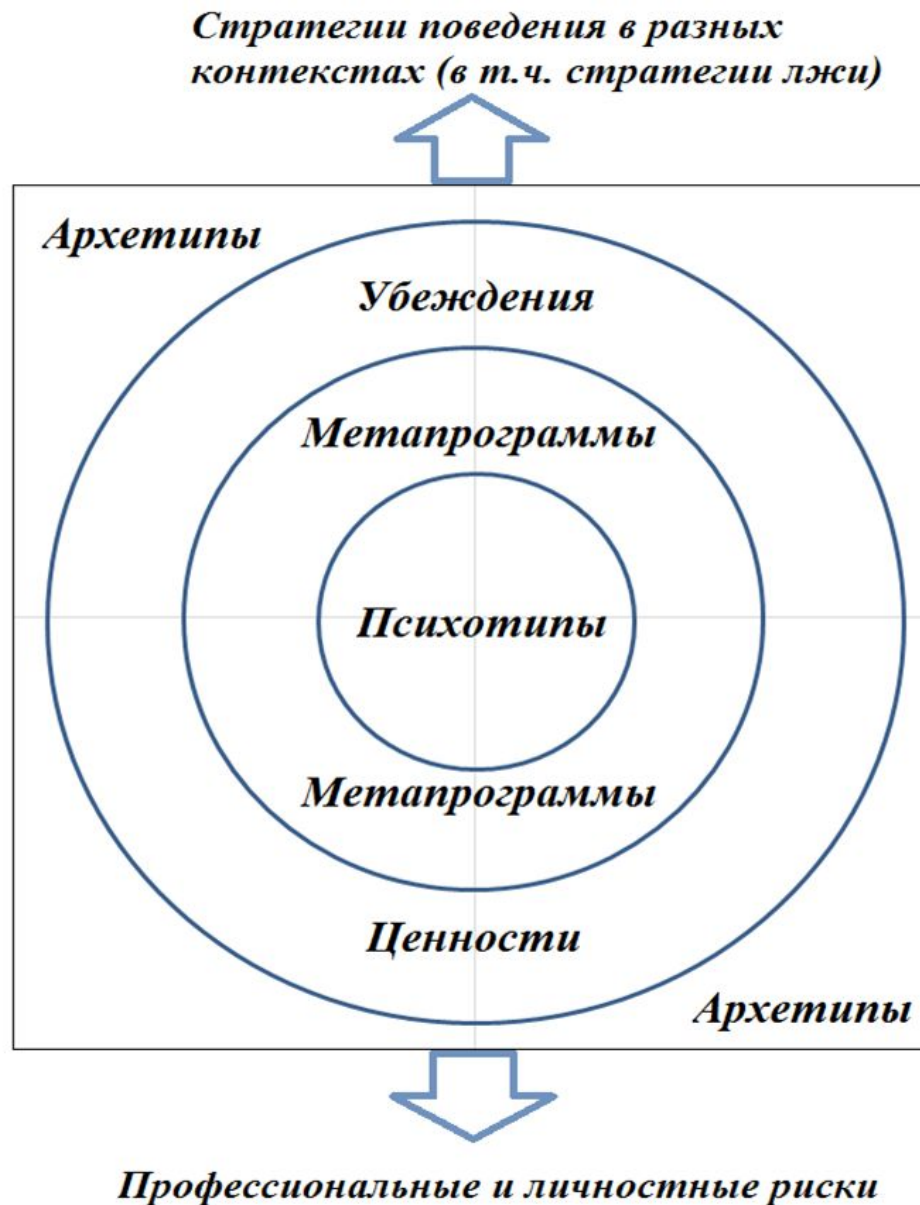 Стратегии поведения в разных
контекстах (в т.ч. стратегии лжи)
Архетипы
Убеждения
Метапрограммы
Психотипы
Метапрограммы
Ценности
Архетипы
Профессиональные и личностные риски